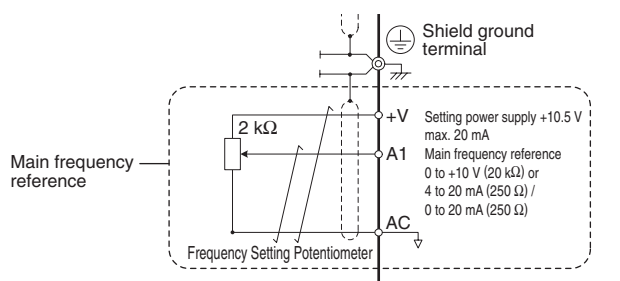 Shield ground
terminal
Main frequency
reference
2 kΩ
Frequency Setting Potentiometer
+V
A1
AC
Setting power supply +10.5 V
max. 20 mA
Main frequency reference
0 to +10 V (20 kΩ) or
4 to 20 mA (250 Ω) /
0 to 20 mA (250 Ω)